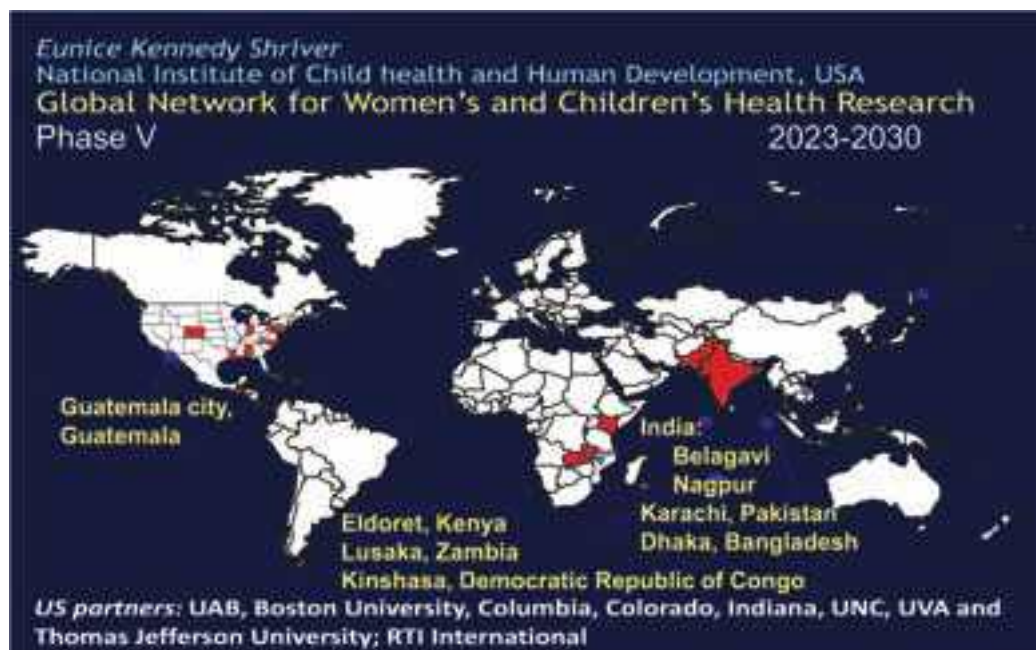 Eunice Kennedy Shriver
National Institute of Child health and Human Development, USA
Global Network for Women's and Children's Health Research
Phase V 2023-2030
Guatemala city,
Guatemala
Eldoret, Kenya
Lusaka, Zambia
Kinshasa, Democratic Republic of Congo
India:
Belagavi
Nagpur
Karachi, Pakistan
Dhaka, Bangladesh
US partners: UAB, Boston University, Columbia, Colorado, Indiana, UNC, UVA and
Thomas Jefferson University; RTI International